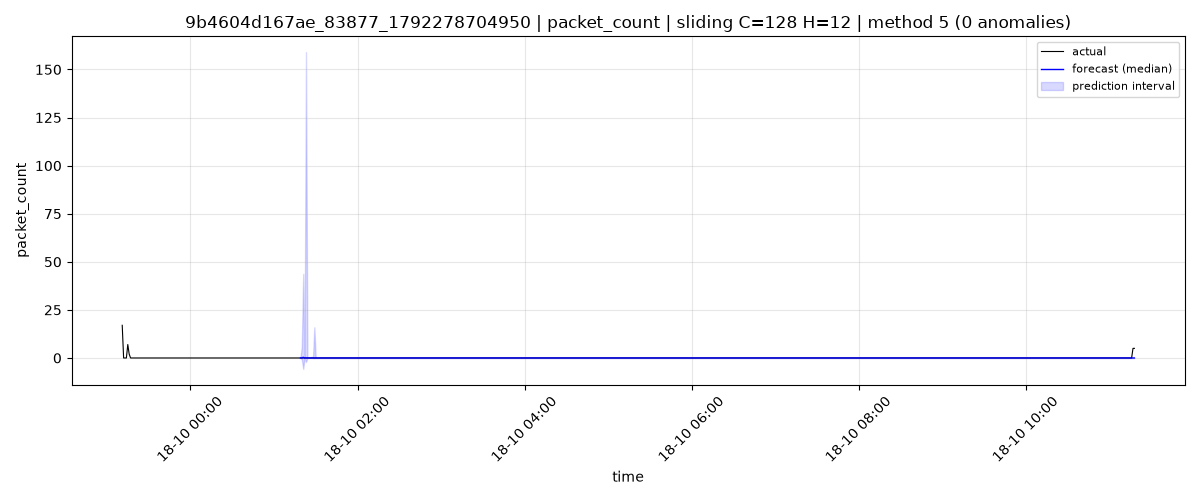 9b4604d167ae_83877_1792278704950 | packet_count | sliding C=128 H=12 | method 5 (0 anomalies)
actual
forecast (median)
prediction interval
packet_count
150
125
100
75
50
25
0
18-10 00:00
18-10 02:00
18-10 04:00
18-10 06:00
18-10 08:00
18-10 10:00
time